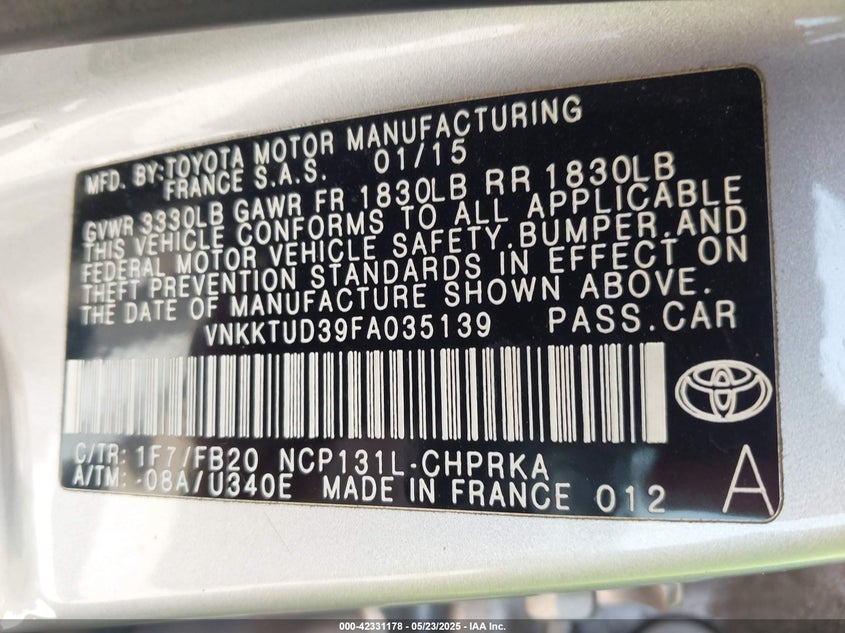 MFD. BY: TOYOTA MOTOR MANUFACTURING
FRANCE S.A.S. 01/15
GVWR 3330LB GAWR FR 1830LB RR 1830LB
THIS VEHICLE CONFORMS TO ALL APPLICABLE
FEDERAL MOTOR VEHICLE SAFETY, BUMPER, AND
THEFT PREVENTION STANDARDS IN EFFECT ON
THE DATE OF MANUFACTURE SHOWN ABOVE.
VNKKTUD39FA035139 PASS.CAR
C/TR: 1F7/FB20 NCP131L-CHPRKA
A/TM: -08A/U340E MADE IN FRANCE 012 A
000-42331178 - 05/23/2025 - IAA Inc.